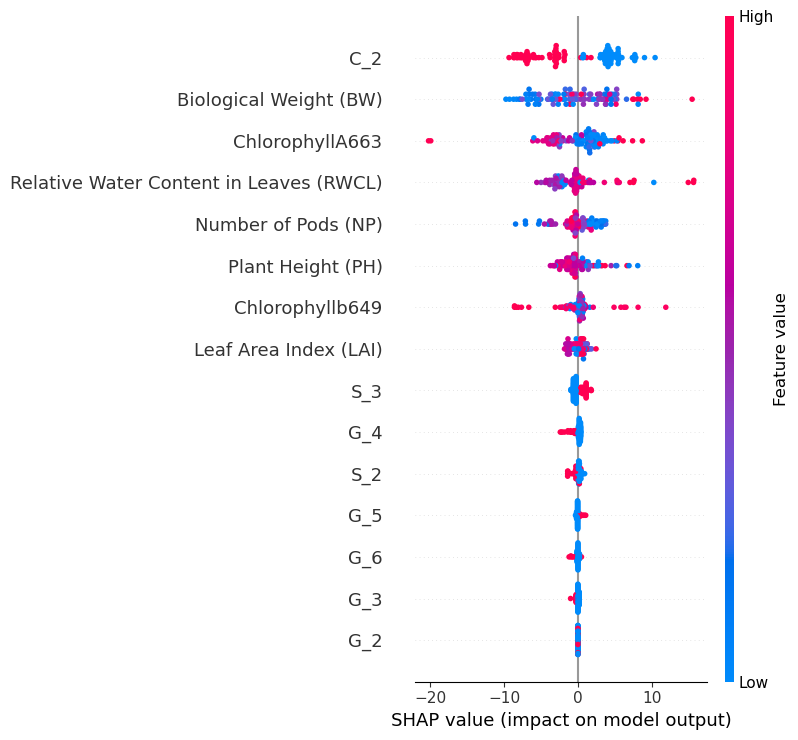 High
C_2
Biological Weight (BW)
ChlorophyllA663
Relative Water Content in Leaves (RWCL)
Number of Pods (NP)
Plant Height (PH)
Chlorophyllb649
Leaf Area Index (LAI)
S_3
G_4
S_2
G_5
G_6
G_3
G_2
Feature value
Low
−20 −10 0 10
SHAP value (impact on model output)